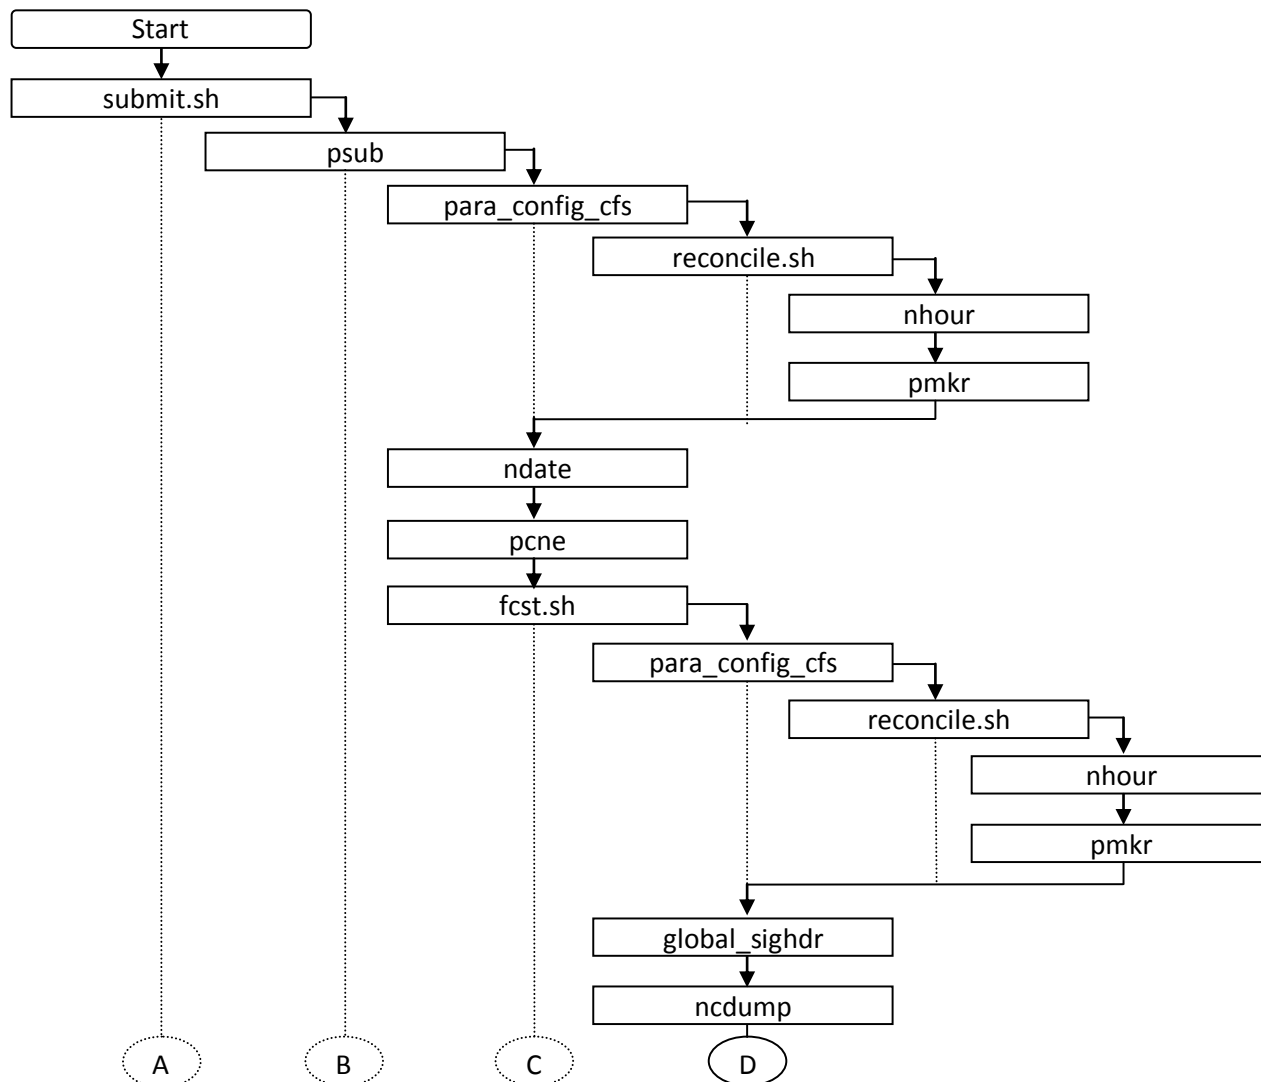 Start
submit.sh
psub
para_config_cfs
reconcile.sh
nhour
pmkr
ndate
pcne
fcst.sh
para_config_cfs
reconcile.sh
nhour
pmkr
global_sighdr
ncdump
A B C D